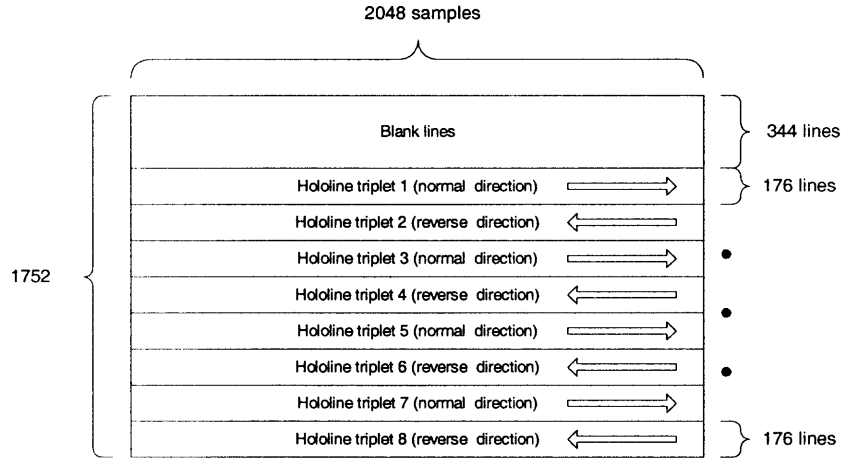 2048 samples
Blank lines
344 lines
Hololine triplet 1 (normal direction)
176 lines
Hololine triplet 2 (reverse direction)
Hololine triplet 3 (normal direction)
1752
Hololine triplet 4 (reverse direction)
Hololine triplet 5 (normal direction)
Hololine triplet 6 (reverse direction)
Hololine triplet 7 (normal direction)
Hololine triplet 8 (reverse direction)
176 lines